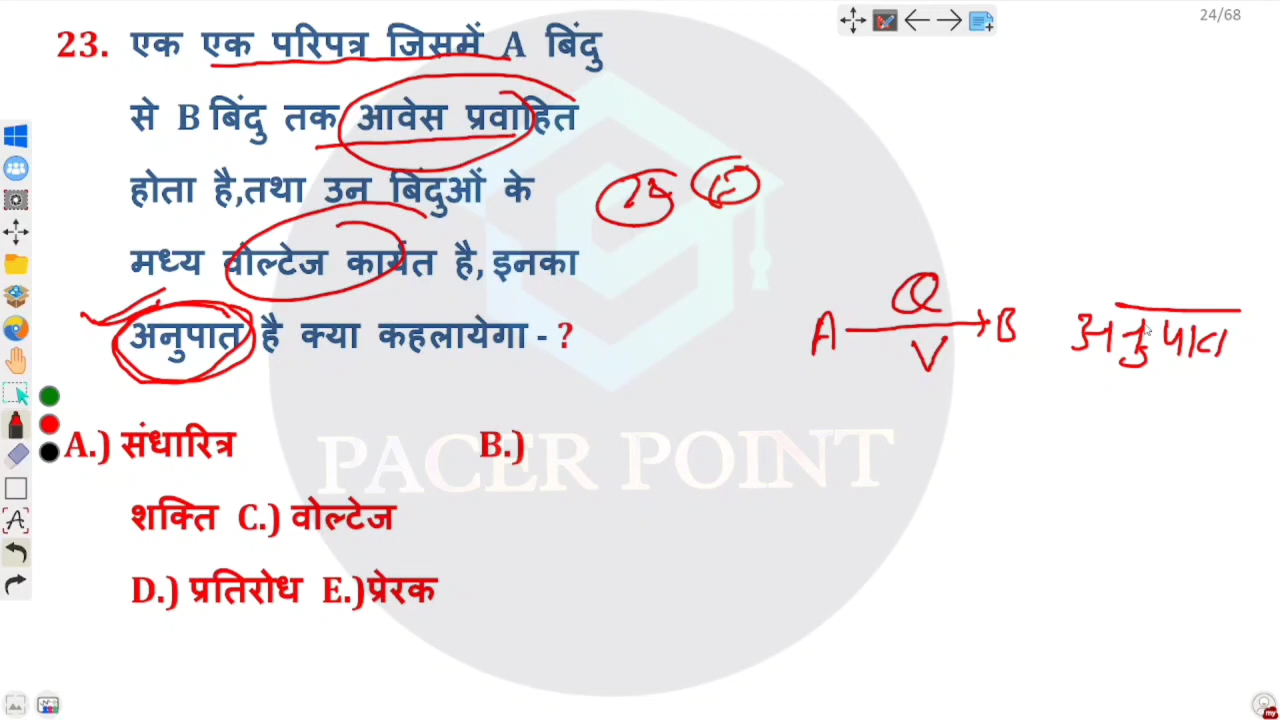 24/68
23. एक एक परिपत्र जिसमें A बिंदु
से B बिंदु तक आवेस प्रवाहित
होता है,तथा उन बिंदुओं के
मध्य वोल्टेज कार्यत है, इनका
अनुपात है क्या कहलायेगा - ?
Q
A B अनुपात
V
A.) संधारित्र B.)
शक्ति C.) वोल्टेज
D.) प्रतिरोध E.)प्रेरक
PACER POINT